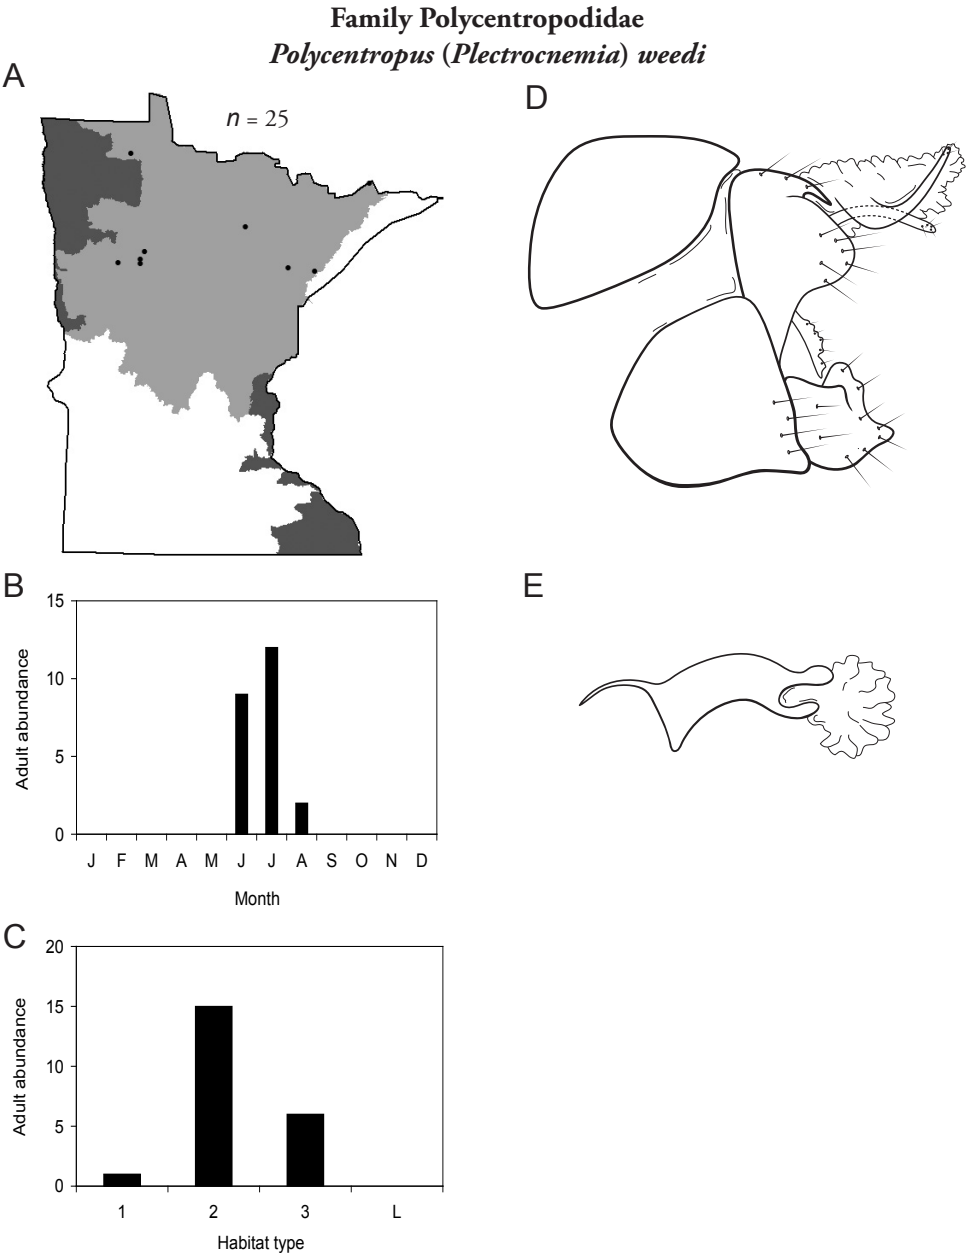 Family Polycentropodidae
Polycentropus (Plectrocnemia) weedi
A
n = 25
D
B
15
10
5
0
Adult abundance
J F M A M J J A S O N D
Month
E
C
20
15
10
5
0
Adult abundance
1 2 3 L
Habitat type